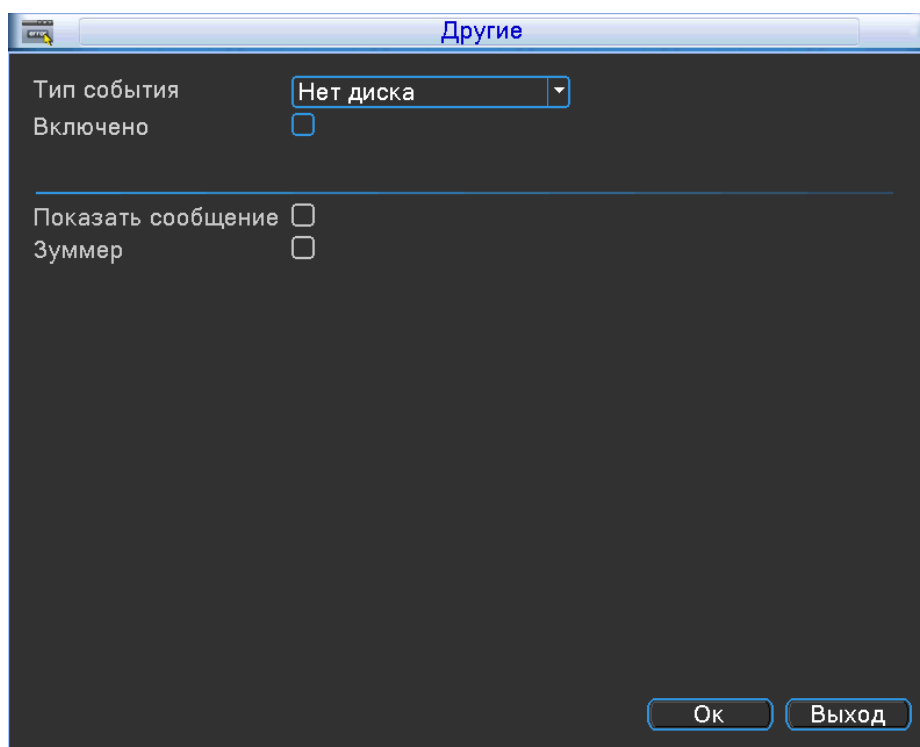 Другие
Тип события Нет диска
Включено
Показать сообщение
Зуммер
Ок Выход